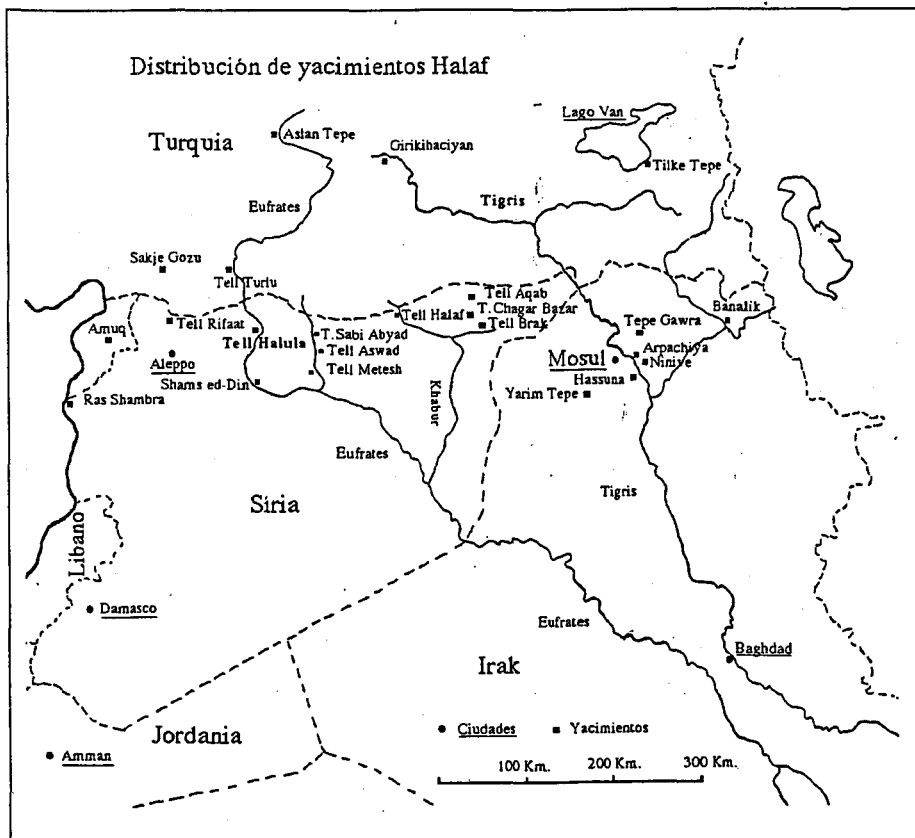 Distribución de yacimientos Halaf
Lago Van
Turquia
Aslan Tepe
Girikihaciyan
Tilke Tepe
Tigris
Eufrates
Sakje Gozu
Tell Turlu
Tell Aqab
Tell Halaf
T. Chagar Bazar
Banalik
Amuq
Tell Rifaat
Tell Brak
Tepe Gawra
T. Sabi Abyad
Tell Halula
Aleppo
Tell Aswad
Mosul
Arpachiya
Ninive
Tell Metesh
Shams ed-Din
Hassuna
Khabur
Yarim Tepe
Ras Shambra
Eufrates
Tigris
Síria
Libano
Damasco
Eufrates
Baghdad
Irak
Jordania
Ciudades
Yacimientos
Amman
100 Km.
200 Km.
300 Km.